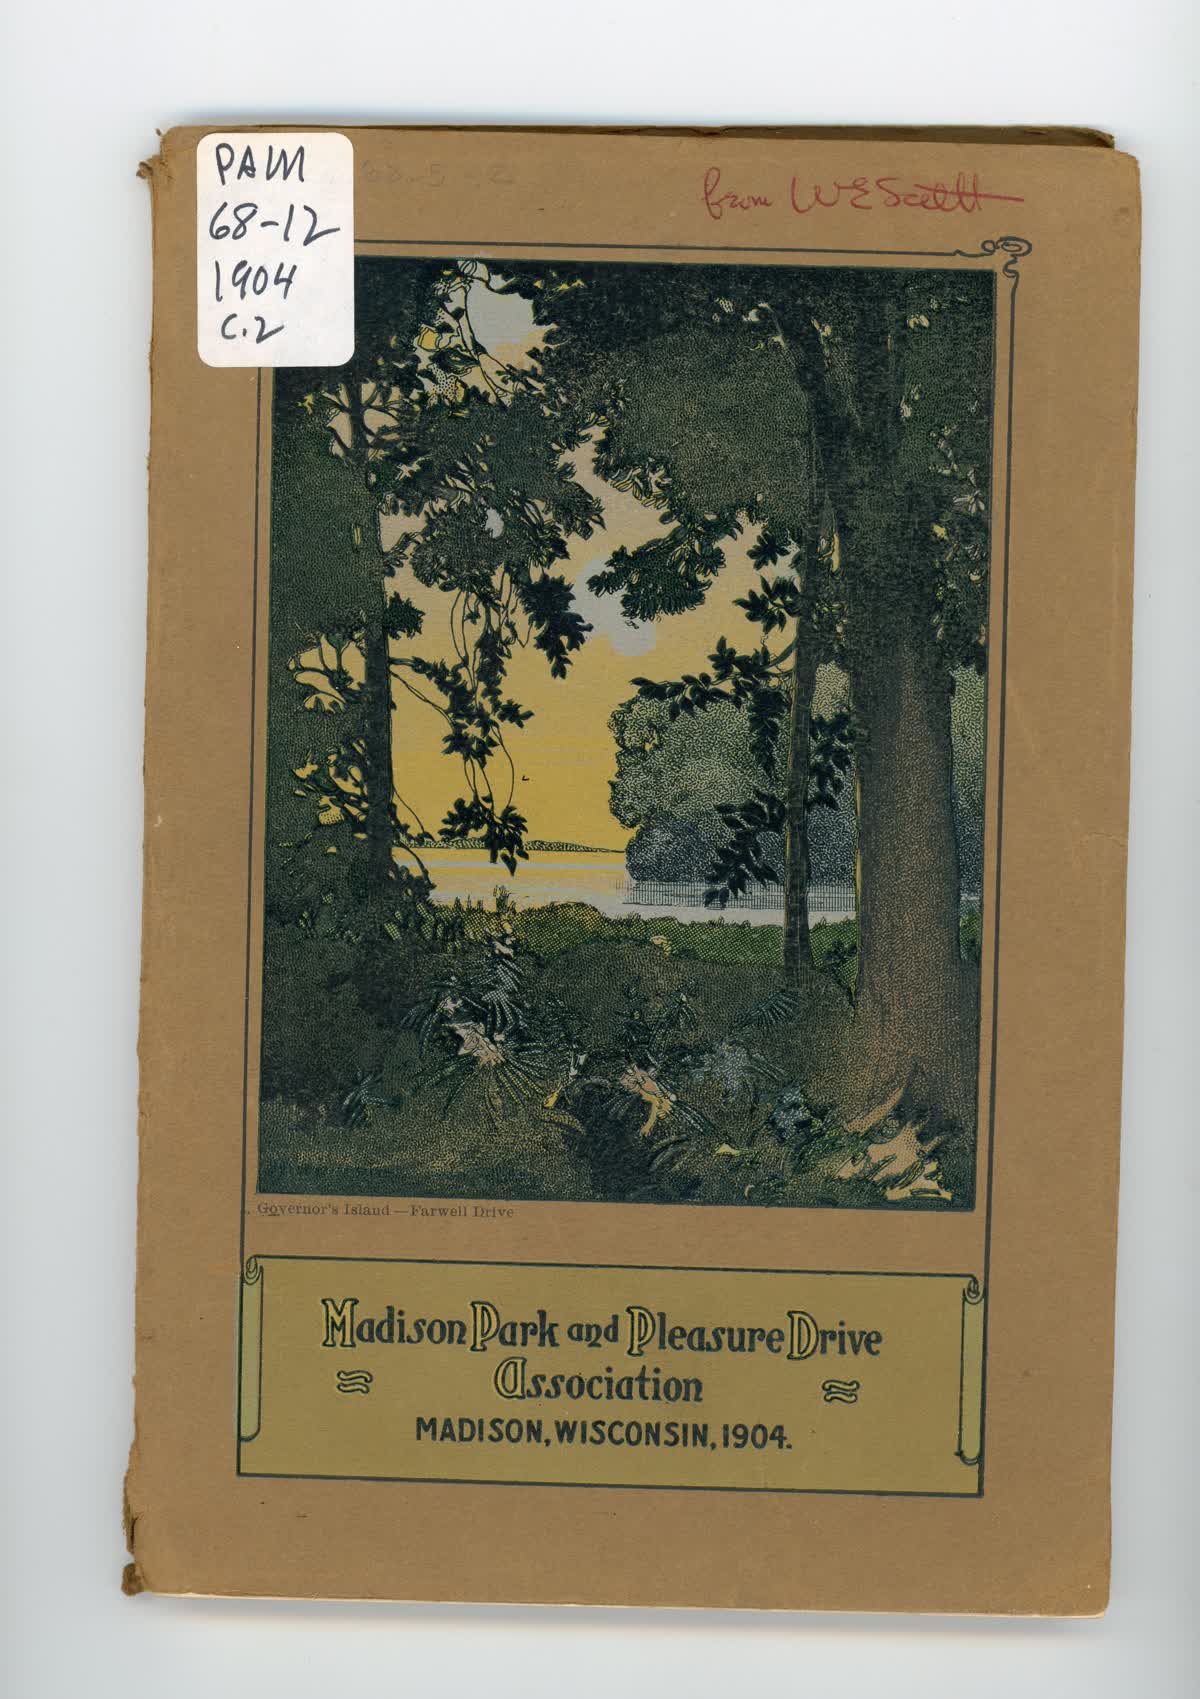 PAM
68-12
1904
C.2
from W E Scott
Governor's Island — Farwell Drive
Madison Park and Pleasure Drive
Association
MADISON, WISCONSIN, 1904.